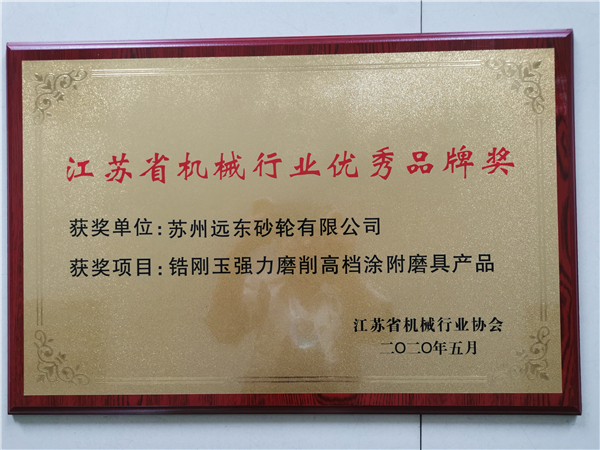 江苏省机械行业优秀品牌奖
获奖单位：苏州远东砂轮有限公司
获奖项目：锆刚玉强力磨削高档涂附磨具产品
江苏省机械行业协会
二〇二〇年五月